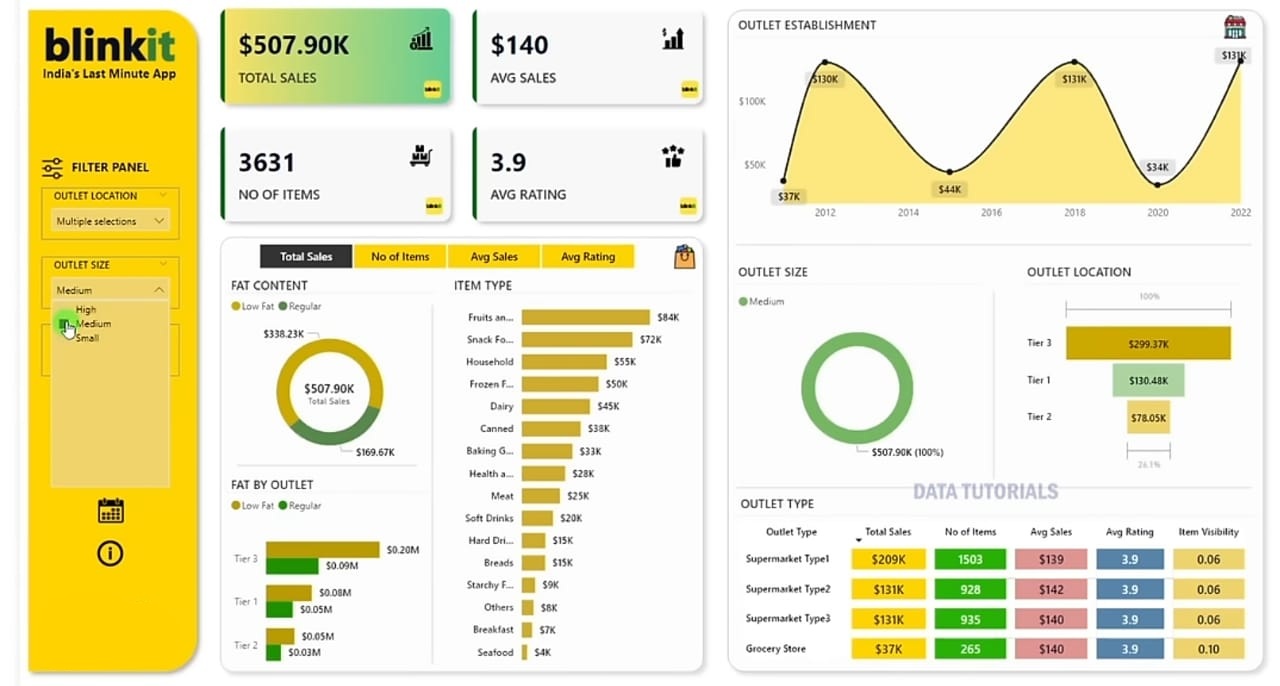 blinkit
India's Last Minute App
FILTER PANEL
OUTLET LOCATION
Multiple selections
OUTLET SIZE
Medium
High
Medium
Small
$507.90K
TOTAL SALES
blinkit
$140
AVG SALES
blinkit
3631
NO OF ITEMS
blinkit
3.9
AVG RATING
blinkit
Total Sales No of Items Avg Sales Avg Rating
FAT CONTENT
Low Fat Regular
$338.23K
$507.90K
Total Sales
$169.67K
FAT BY OUTLET
Low Fat Regular
Tier 3 $0.20M
$0.09M
Tier 1 $0.08M
$0.05M
Tier 2 $0.05M
$0.03M
ITEM TYPE
Fruits an... $84K
Snack Fo... $72K
Household $55K
Frozen F... $50K
Dairy $45K
Canned $38K
Baking G... $33K
Health a... $28K
Meat $25K
Soft Drinks $20K
Hard Dri... $15K
Breads $15K
Starchy F... $9K
Others $8K
Breakfast $7K
Seafood $4K
OUTLET ESTABLISHMENT
$131K
$130K $131K
$100K
$50K
$34K
$44K
$37K
2012 2014 2016 2018 2020 2022
OUTLET SIZE
Medium
$507.90K (100%)
OUTLET LOCATION
100%
Tier 3 $299.37K
Tier 1 $130.48K
Tier 2 $78.05K
26.1%
DATA TUTORIALS
OUTLET TYPE
Outlet Type Total Sales No of Items Avg Sales Avg Rating Item Visibility
Supermarket Type1 $209K 1503 $139 3.9 0.06
Supermarket Type2 $131K 928 $142 3.9 0.06
Supermarket Type3 $131K 935 $140 3.9 0.06
Grocery Store $37K 265 $140 3.9 0.10